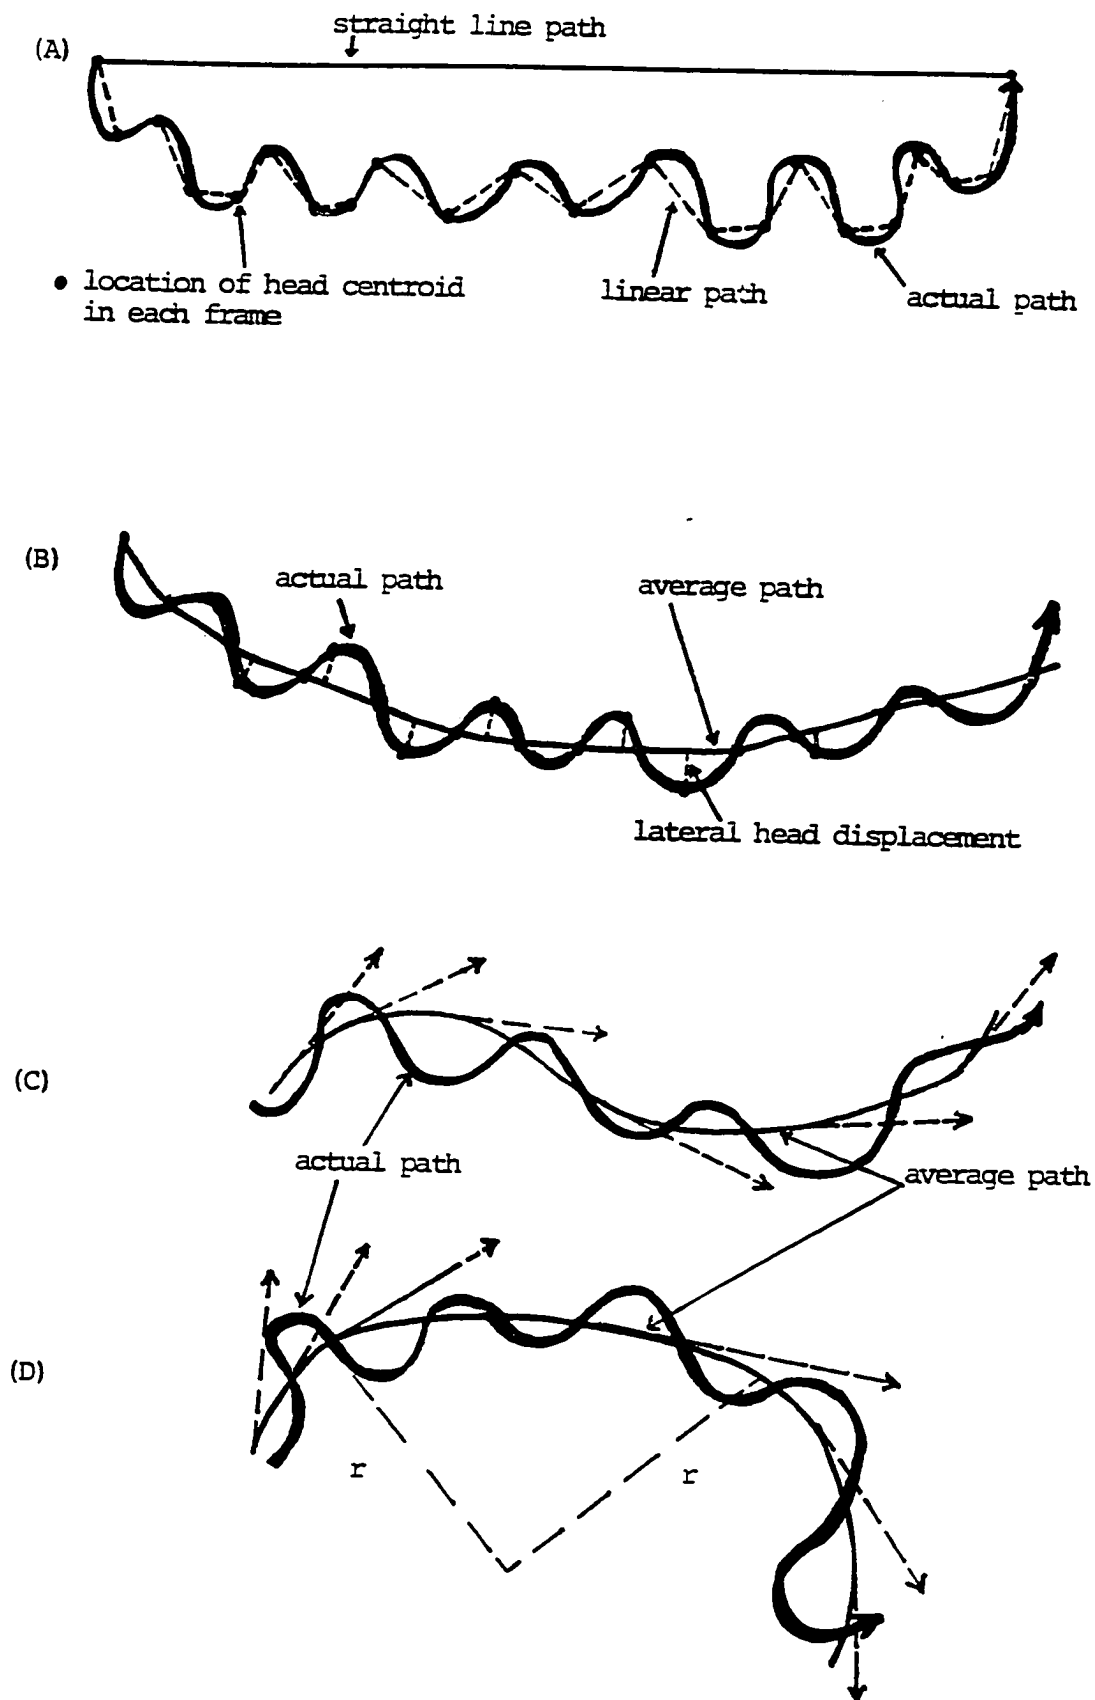 straight line path
(A)
• location of head centroid
in each frame
linear path
actual path
(B)
actual path
average path
lateral head displacement
(C)
actual path
average path
(D)
r
r